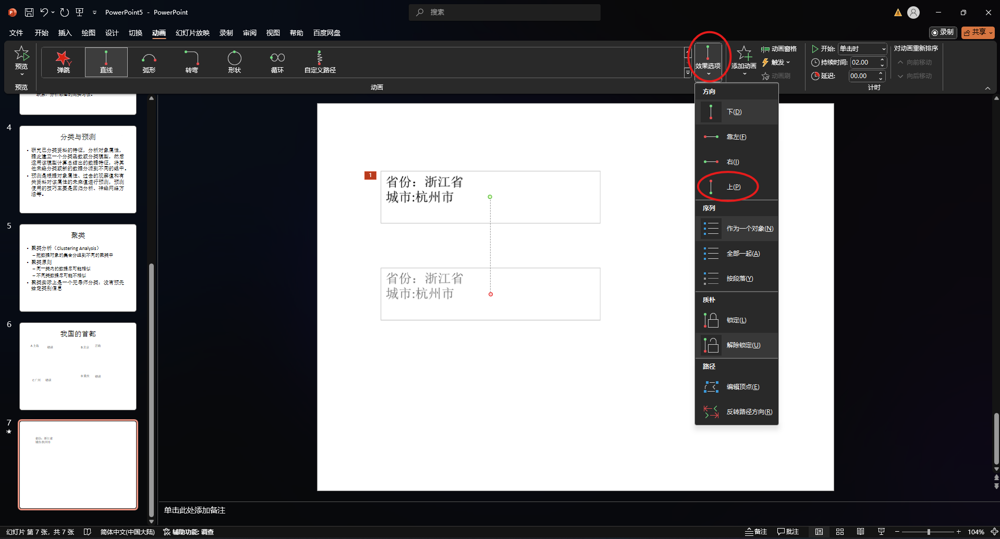 PowerPoint5 - PowerPoint
搜索
文件 开始 插入 绘图 设计 切换 动画 幻灯片放映 录制 审阅 视图 帮助 百度网盘
录制 共享
预览
预览
弹跳 直线 弧形 转弯 形状 循环 自定义路径
动画
效果选项
添加动画
动画窗格
触发
动画刷
开始: 单击时
持续时间: 02.00
延迟: 00.00
计时
对动画重新排序
向前移动
向后移动
方向
下(D)
靠左(F)
右(I)
上(P)
序列
作为一个对象(N)
全部一起(A)
按段落(Y)
质朴
锁定(L)
解除锁定(U)
路径
编辑顶点(E)
反转路径方向(R)
4
分类与预测
• 研究已分类资料的特征，分析对象属性，
据此建立一个分类函数或分类模型，然后
运用该模型计算总结出的数据特征，将其
他未经分类或新的数据分派到不同的组中。
• 预测是根据对象属性、过去的观察值和有
关资料对该属性的未来值进行预测，预测
使用的技巧主要是回归分析、神经网络方
法等。
5
聚类
• 聚类分析（Clustering Analysis）
– 把数据对象的集合分组到不同的聚类中
• 聚类原则
– 同一类内的数据尽可能相似
– 不同类数据尽可能不相似
• 聚类实际上是一个无导师分类：没有预先
给定类别信息
6
我国的首都
A 上海 错误 B 北京 正确
C 广州 错误 D 重庆 错误
7
省份：浙江省
城市:杭州市
1
省份：浙江省
城市:杭州市
省份：浙江省
城市:杭州市
单击此处添加备注
幻灯片 第 7 张，共 7 张 简体中文(中国大陆) 辅助功能: 调查
备注 批注 104%